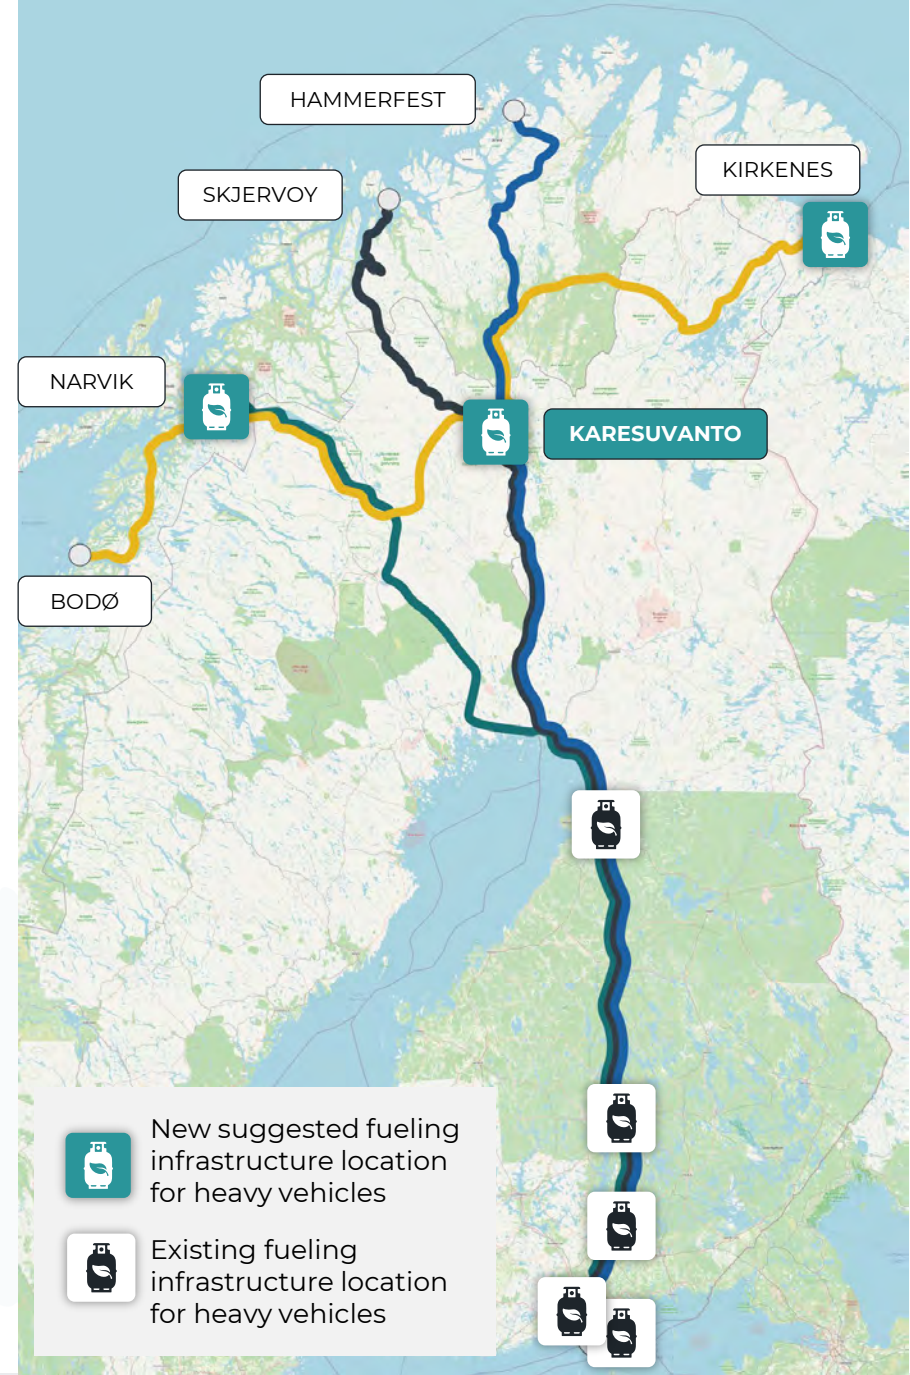 HAMMERFEST
KIRKENES
SKJERVOY
NARVIK
KARESUVANTO
BODØ
New suggested fueling
infrastructure location
for heavy vehicles
Existing fueling
infrastructure location
for heavy vehicles